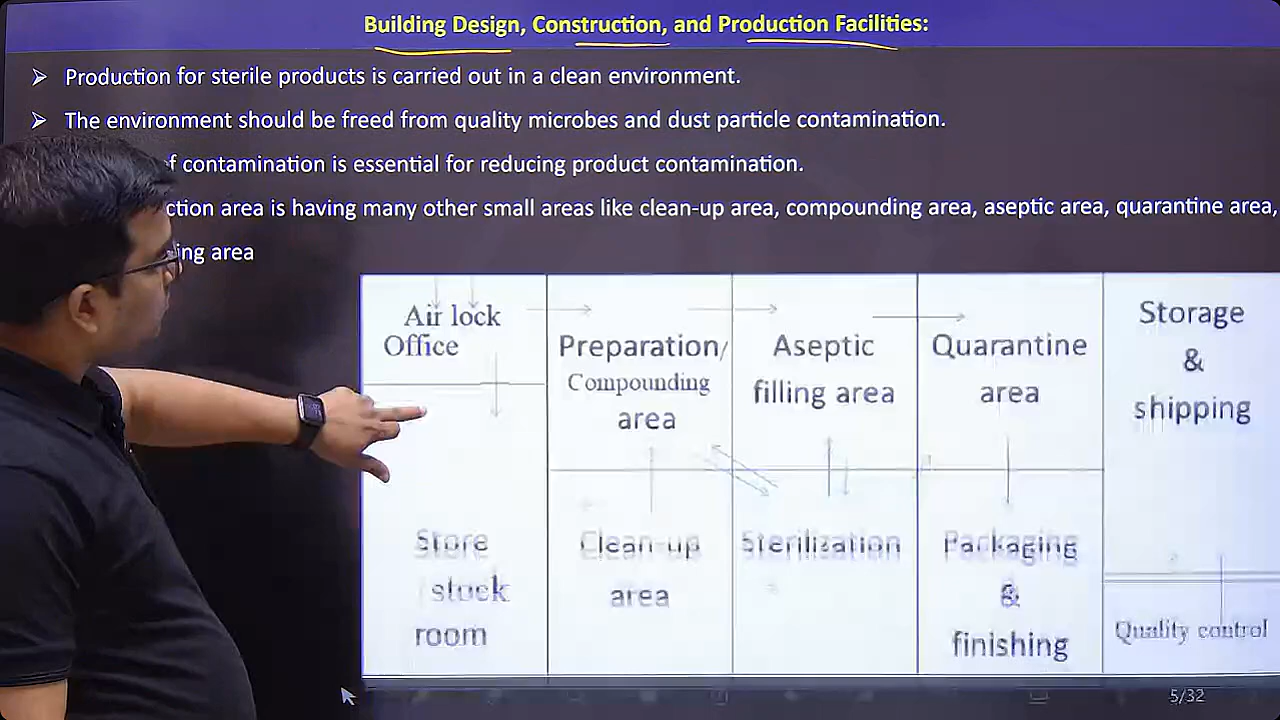 Building Design, Construction, and Production Facilities:
Production for sterile products is carried out in a clean environment.
The environment should be freed from quality microbes and dust particle contamination.
of contamination is essential for reducing product contamination.
ction area is having many other small areas like clean-up area, compounding area, aseptic area, quarantine area,
ing area
Air lock
Office
Preparation/
Compounding
area
Aseptic
filling area
Quarantine
area
Storage
&
shipping
Store
/ stock
room
Clean-up
area
Sterilization
Packaging
&
finishing
Quality control
5/32